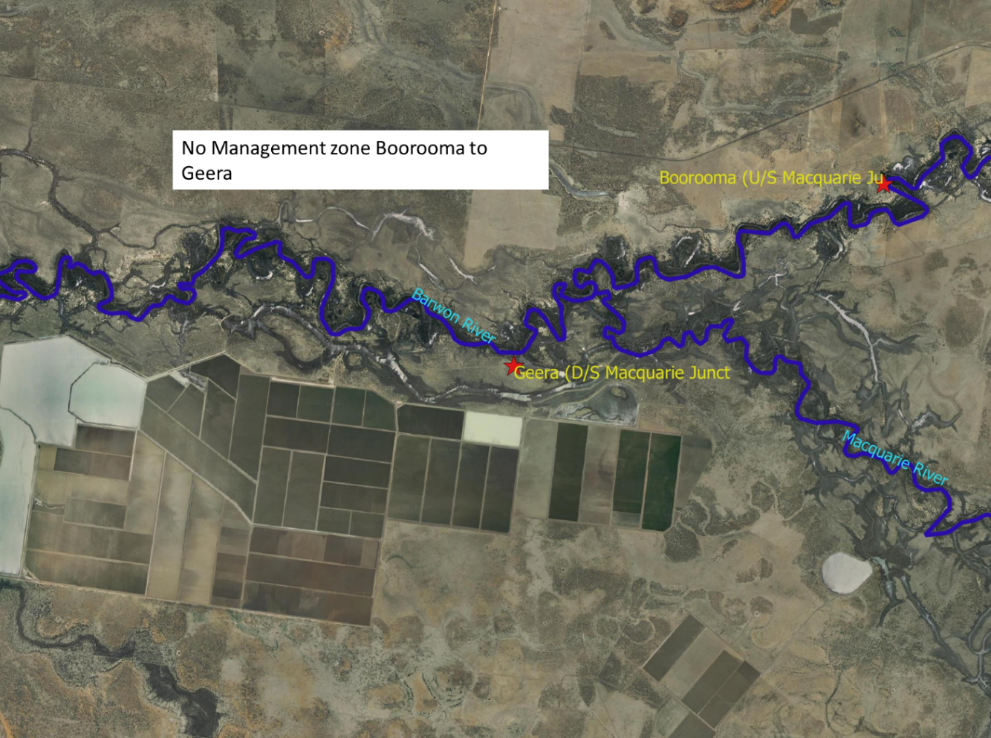 No Management zone Boorooma to
Geera
Boorooma (U/S Macquarie Ju
Barwon River
Geera (D/S Macquarie Junct
Macquarie River